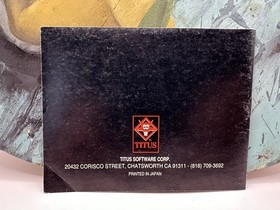 TITUS
TITUS SOFTWARE CORP.
20432 CORISCO STREET, CHATSWORTH CA 91311 - (818) 709-3692
PRINTED IN JAPAN